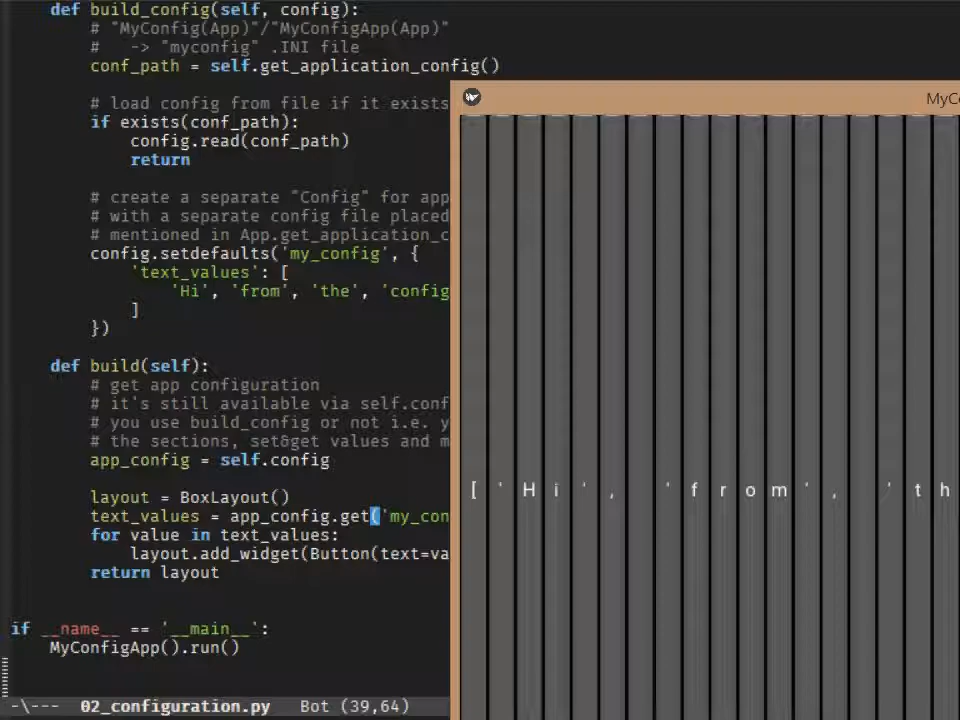 def build_config(self, config):
# "MyConfig(App)"/"MyConfigApp(App)"
#   -> "myconfig" .INI file
conf_path = self.get_application_config()
MyCo
# load config from file if it exists
if exists(conf_path):
config.read(conf_path)
return
# create a separate "Config" for app
# with a separate config file placed
# mentioned in App.get_application_c
config.setdefaults('my_config', {
'text_values': [
'Hi', 'from', 'the', 'config
]
})
def build(self):
# get app configuration
# it's still available via self.conf
# you use build_config or not i.e. y
# the sections, set&get values and m
app_config = self.config
[ ' H i ' ,   ' f r o m ' ,   ' t h
layout = BoxLayout()
text_values = app_config.get('my_con
for value in text_values:
layout.add_widget(Button(text=va
return layout
if __name__ == '__main__':
MyConfigApp().run()
-\--- 02_configuration.py Bot (39,64)